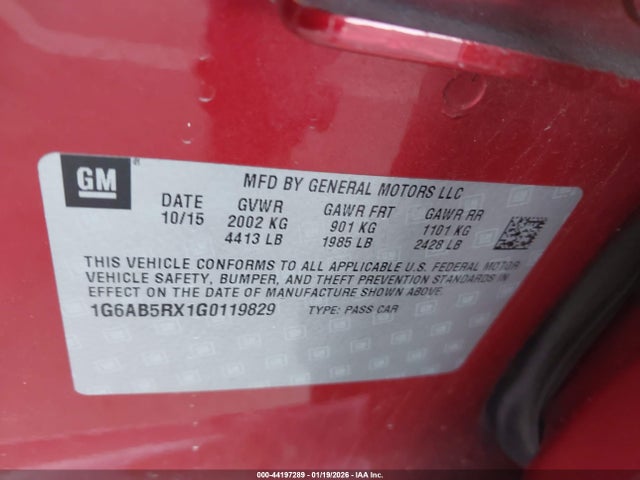 GM
MFD BY GENERAL MOTORS LLC
DATE GVWR GAWR FRT GAWR RR
10/15 2002 KG 901 KG 1101 KG
4413 LB 1985 LB 2428 LB
THIS VEHICLE CONFORMS TO ALL APPLICABLE U.S. FEDERAL MOTOR
VEHICLE SAFETY, BUMPER, AND THEFT PREVENTION STANDARDS IN
EFFECT ON THE DATE OF MANUFACTURE SHOWN ABOVE.
1G6AB5RX1G0119829 TYPE: PASS CAR
000-44197289 - 01/19/2026 - IAA Inc.